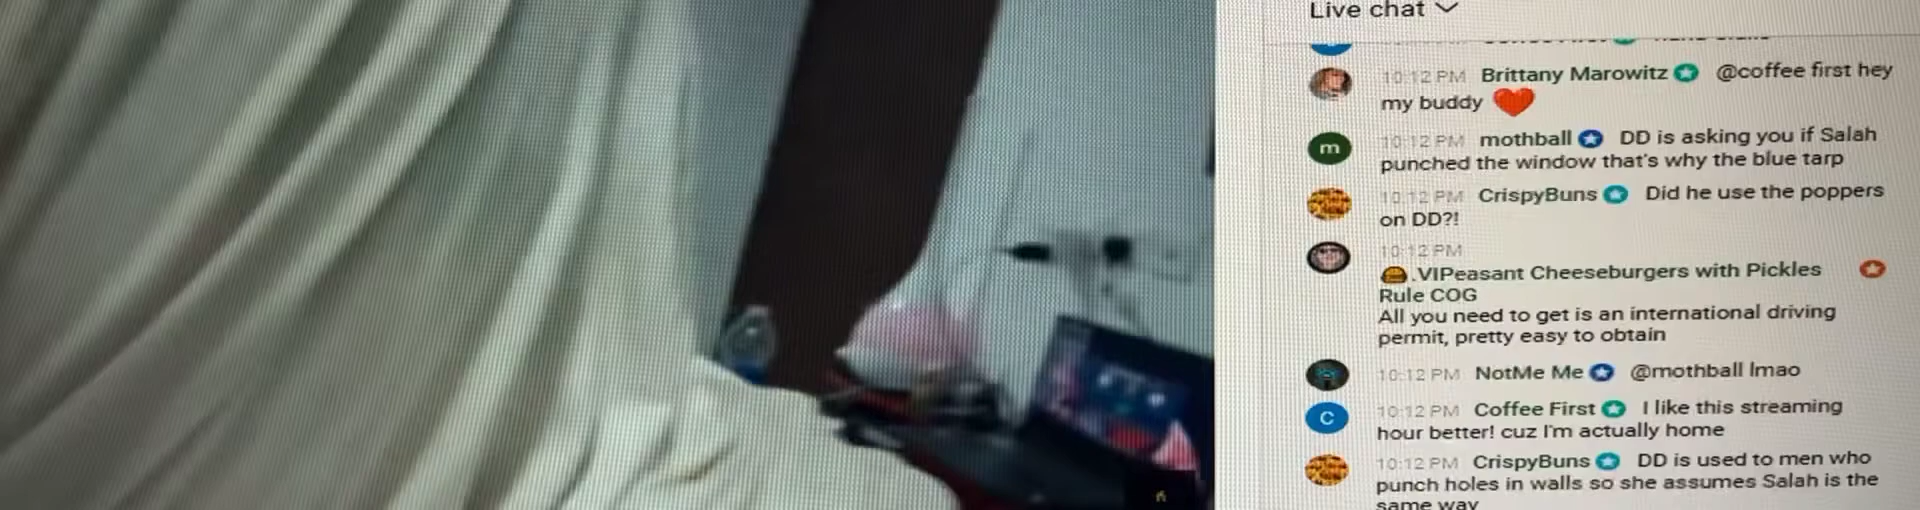 Live chat
10:12 PM Brittany Marowitz @coffee first hey
my buddy ❤️
m 10:12 PM mothball DD is asking you if Salah
punched the window that's why the blue tarp
10:12 PM CrispyBuns Did he use the poppers
on DD?!
10:12 PM
🍔.VIPeasant Cheeseburgers with Pickles
Rule COG
All you need to get is an international driving
permit, pretty easy to obtain
10:12 PM NotMe Me @mothball lmao
C 10:12 PM Coffee First I like this streaming
hour better! cuz I'm actually home
10:12 PM CrispyBuns DD is used to men who
punch holes in walls so she assumes Salah is the
same way